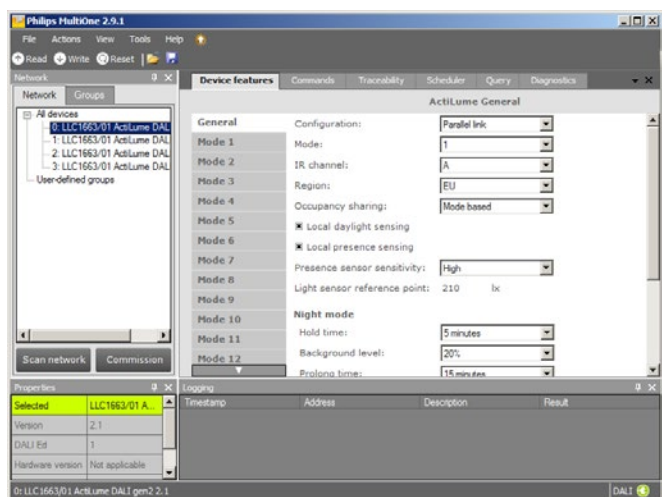 Philips MultiOne 2.9.1
File Actions View Tools Help
Read Write Reset
Network
Network Groups
All devices
0: LLC1663/01 ActiLume DAL
1: LLC1663/01 ActiLume DAL
2: LLC1663/01 ActiLume DAL
3: LLC1663/01 ActiLume DAL
User-defined groups
Scan network Commission
Device features Commands Traceability Scheduler Query Diagnostics
ActiLume General
General
Mode 1
Mode 2
Mode 3
Mode 4
Mode 5
Mode 6
Mode 7
Mode 8
Mode 9
Mode 10
Mode 11
Mode 12
Configuration: Parallel link
Mode: 1
IR channel: A
Region: EU
Occupancy sharing: Mode based
Local daylight sensing
Local presence sensing
Presence sensor sensitivity: High
Light sensor reference point: 210 lx
Night mode
Hold time: 5 minutes
Background level: 20%
Prolong time: 15 minutes
Properties
Selected LLC1663/01 A...
Version 2.1
DALI Ed 1
Hardware version Not applicable
Logging
Timestamp Address Description Result
0: LLC1663/01 ActiLume DALI gen2 2.1
DALI